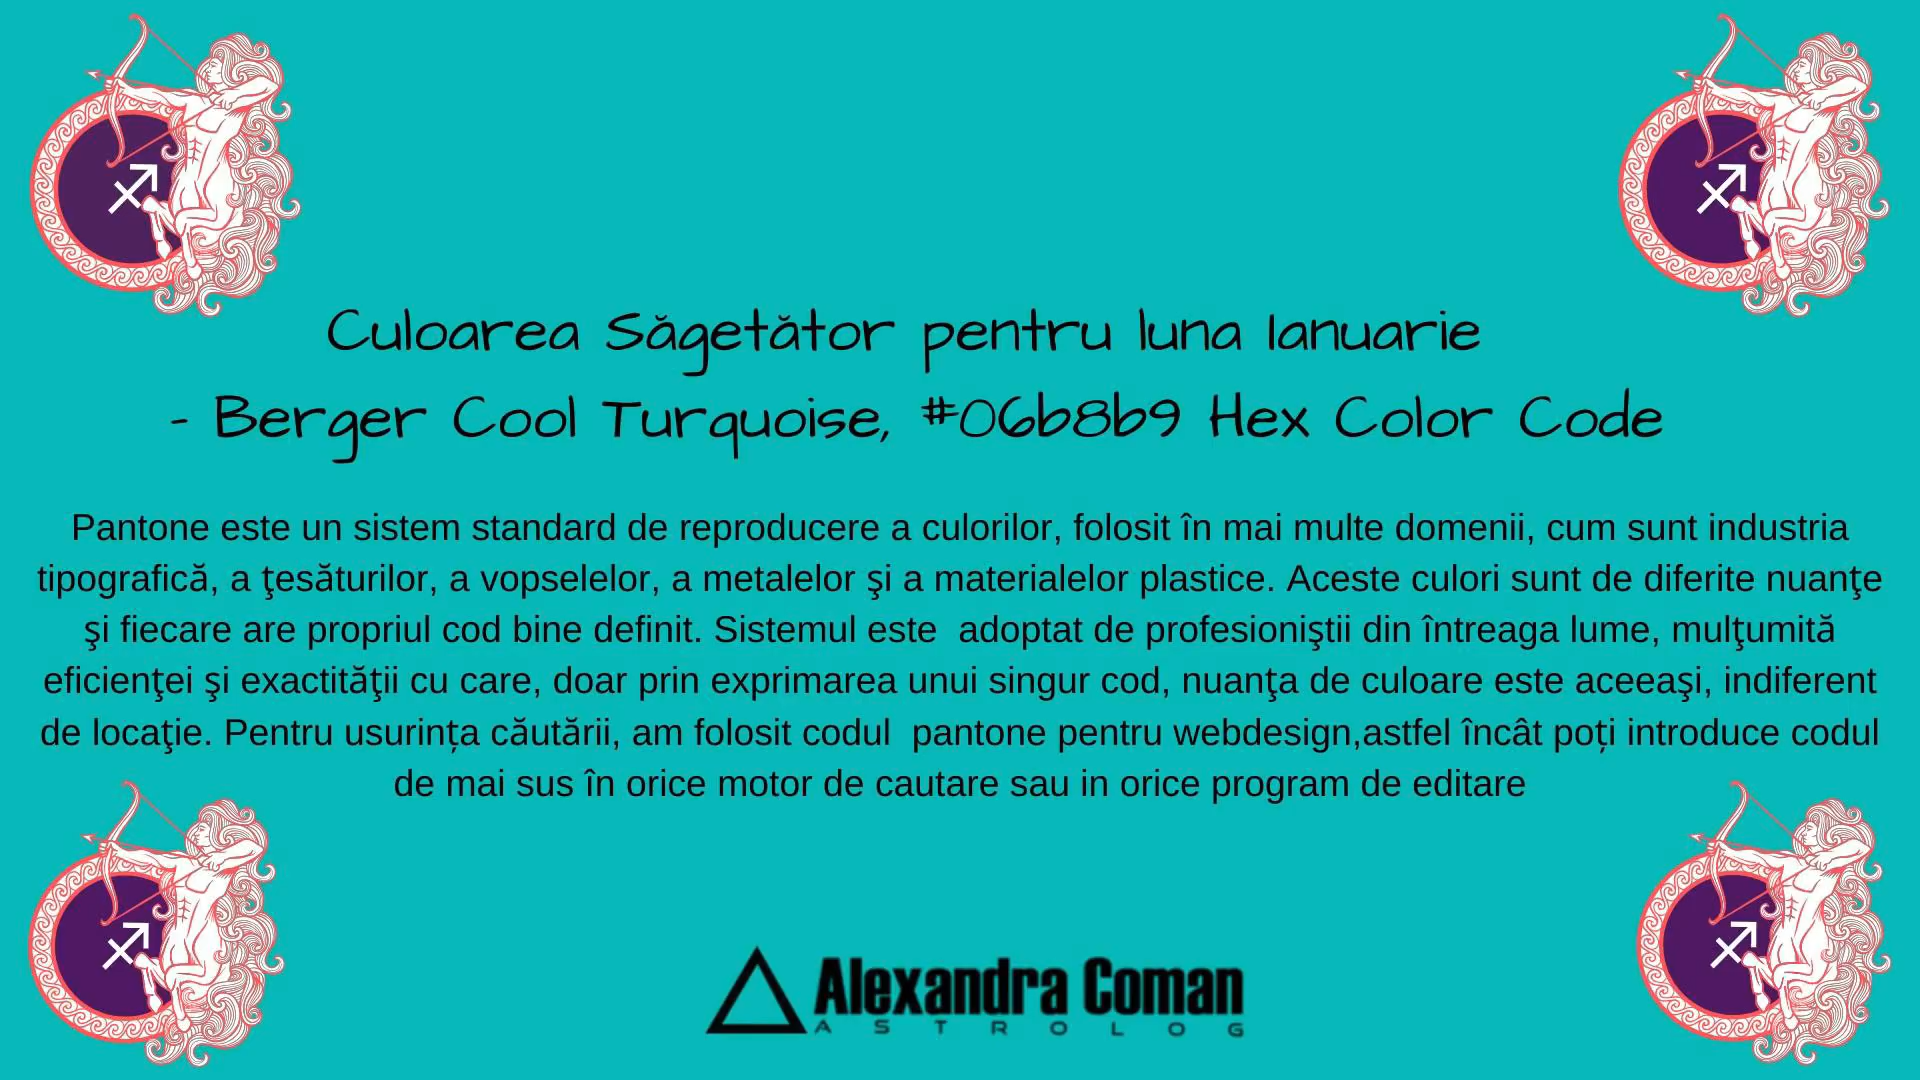 Culoarea Săgetător pentru luna Ianuarie
- Berger Cool Turquoise, #06b8b9 Hex Color Code
Pantone este un sistem standard de reproducere a culorilor, folosit în mai multe domenii, cum sunt industria
tipografică, a ţesăturilor, a vopselelor, a metalelor şi a materialelor plastice. Aceste culori sunt de diferite nuanţe
şi fiecare are propriul cod bine definit. Sistemul este  adoptat de profesioniştii din întreaga lume, mulţumită
eficienţei şi exactităţii cu care, doar prin exprimarea unui singur cod, nuanţa de culoare este aceeaşi, indiferent
de locaţie. Pentru usurința căutării, am folosit codul  pantone pentru webdesign,astfel încât poți introduce codul
de mai sus în orice motor de cautare sau in orice program de editare
Alexandra Coman
ASTROLOG